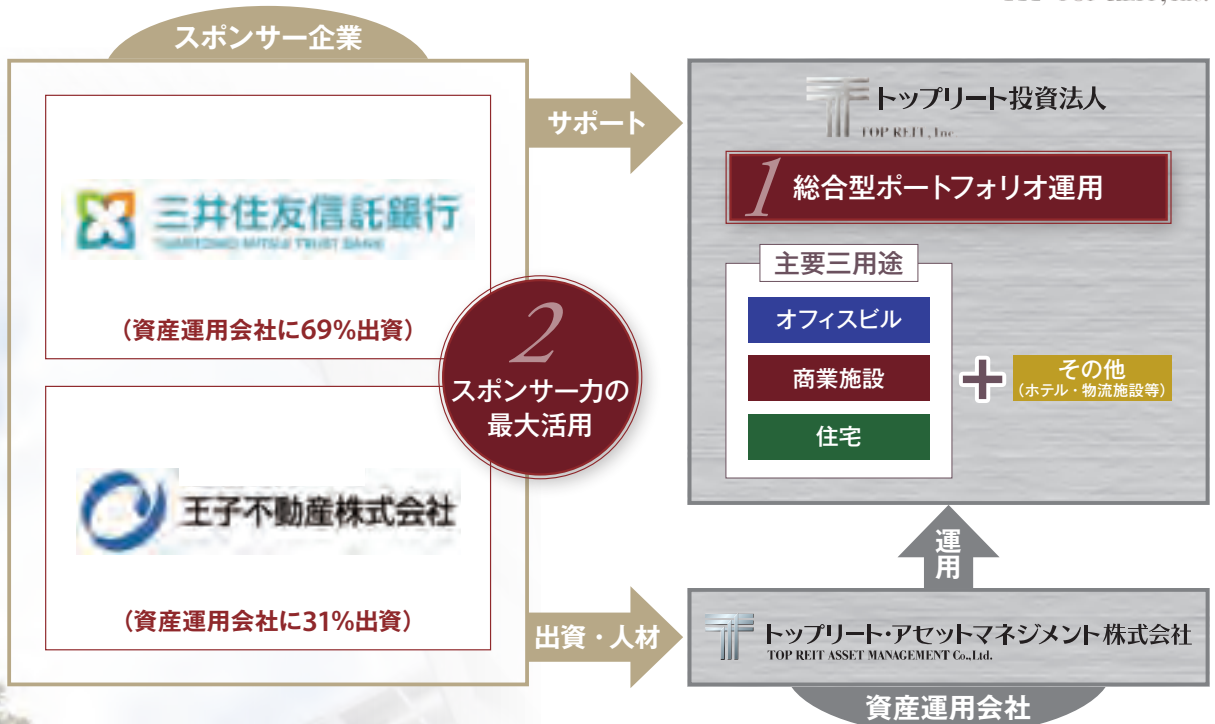 スポンサー企業
三井住友信託銀行
SUMITOMO MITSUI TRUST BANK
(資産運用会社に69%出資)
2
スポンサー力の
最大活用
王子不動産株式会社
(資産運用会社に31%出資)
サポート
出資・人材
トップリート投資法人
TOP REIT, Inc
1 総合型ポートフォリオ運用
主要三用途
オフィスビル
商業施設
住宅
+
その他
(ホテル・物流施設等)
運用
トップリート・アセットマネジメント株式会社
TOP REIT ASSET MANAGEMENT Co.,Ltd.
資産運用会社